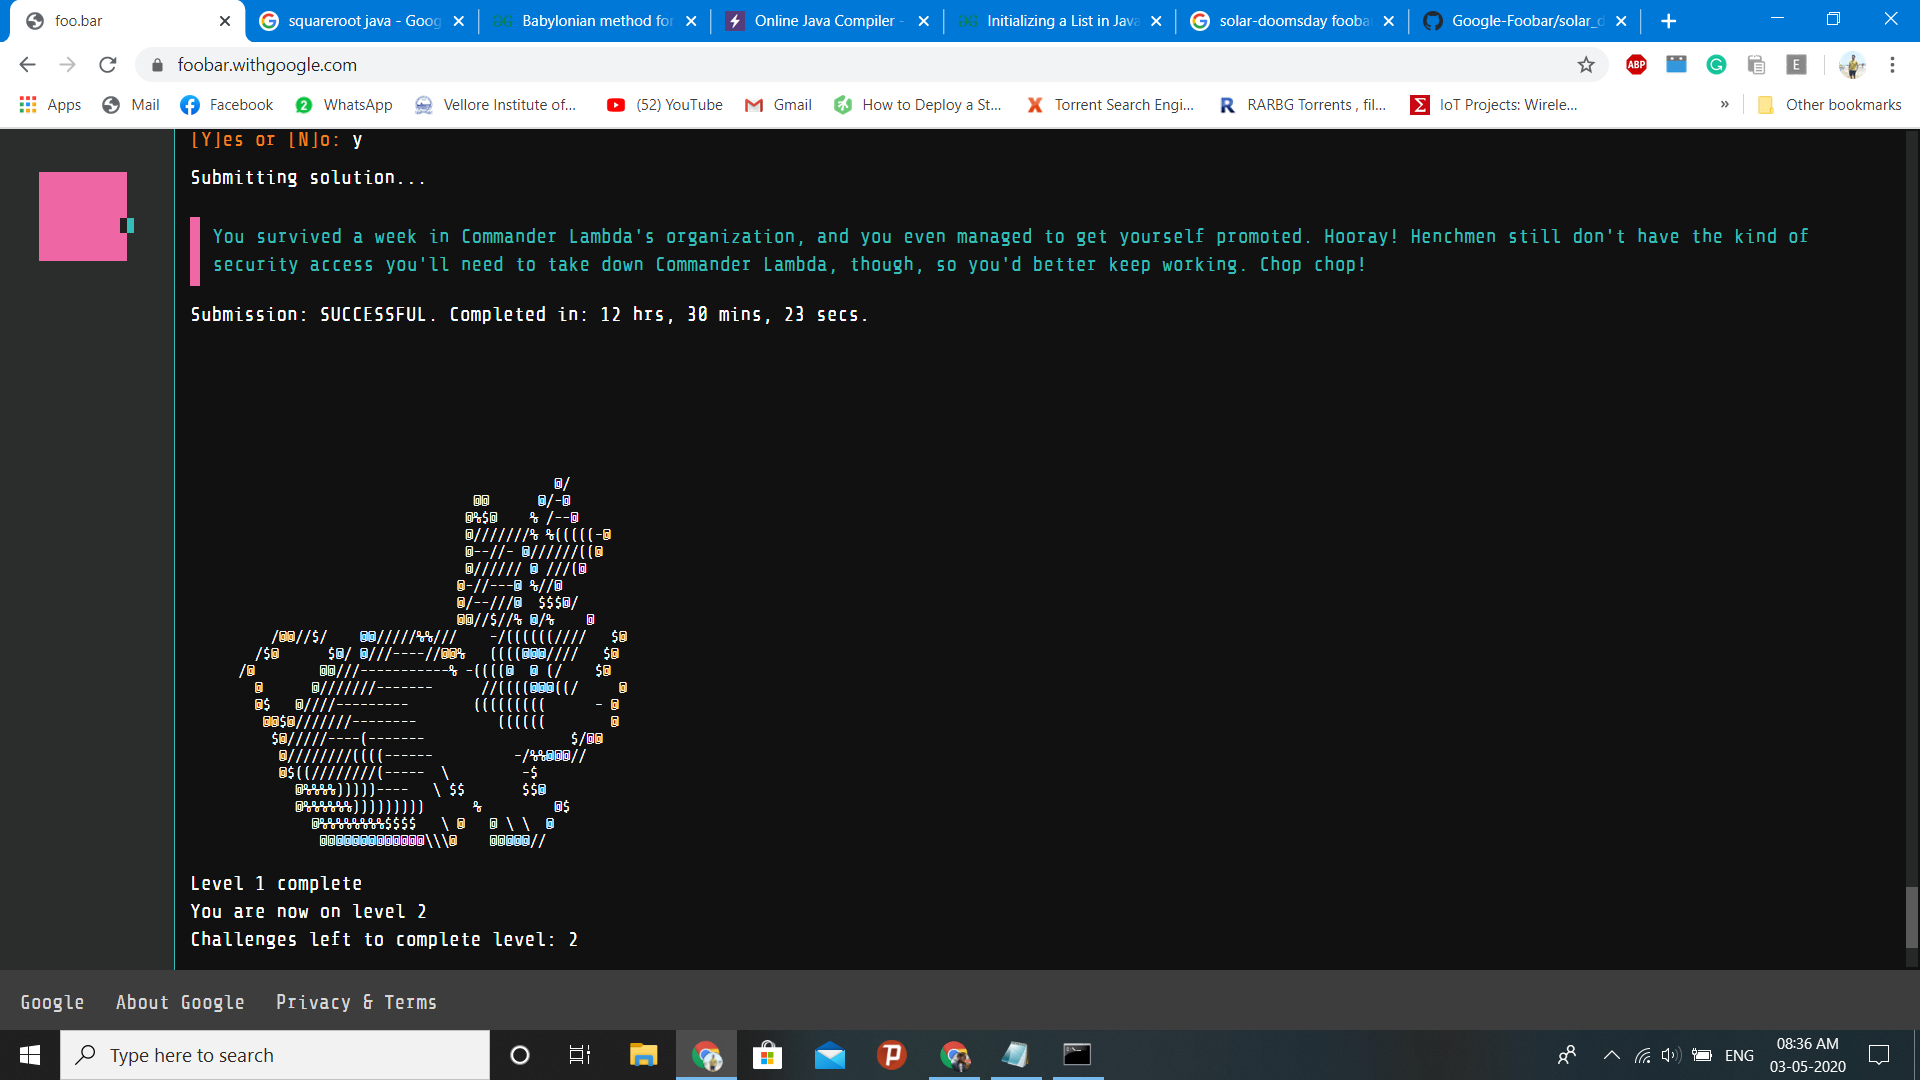 foo.bar
squareroot java - Goog
Babylonian method for
Online Java Compiler -
Initializing a List in Java
solar-doomsday fooba
Google-Foobar/solar_d
foobar.withgoogle.com
ABP
G
E
Apps
Mail
Facebook
2
WhatsApp
Vellore Institute of...
(52) YouTube
Gmail
How to Deploy a St...
X
Torrent Search Engi...
R
RARBG Torrents , fil...
Σ
IoT Projects: Wirele...
»
Other bookmarks
[Y]es or [N]o: y
Submitting solution...
You survived a week in Commander Lambda's organization, and you even managed to get yourself promoted. Hooray! Henchmen still don't have the kind of
security access you'll need to take down Commander Lambda, though, so you'd better keep working. Chop chop!
Submission: SUCCESSFUL. Completed in: 12 hrs, 30 mins, 23 secs.
Level 1 complete
You are now on level 2
Challenges left to complete level: 2
Google
About Google
Privacy & Terms
Type here to search
ENG
08:36 AM
03-05-2020